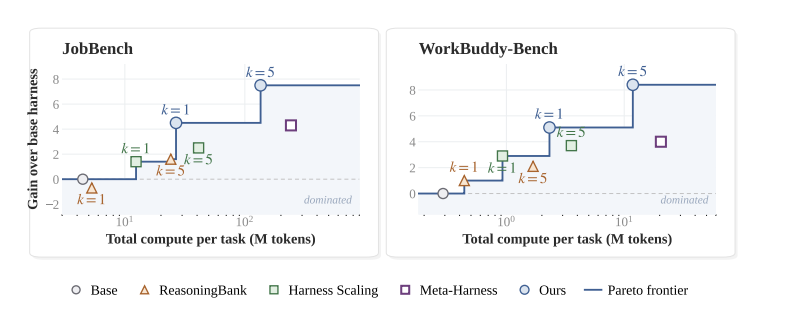 JobBench
WorkBuddy-Bench
Gain over base harness
8
6
4
2
0
−2
k=1
k=5
k=1
k=5
k=1
k=5
dominated
10¹
10²
Total compute per task (M tokens)
8
6
4
2
0
k=1
k=5
k=1
k=5
k=1
k=5
dominated
10⁰
10¹
Total compute per task (M tokens)
Base
ReasoningBank
Harness Scaling
Meta-Harness
Ours
Pareto frontier